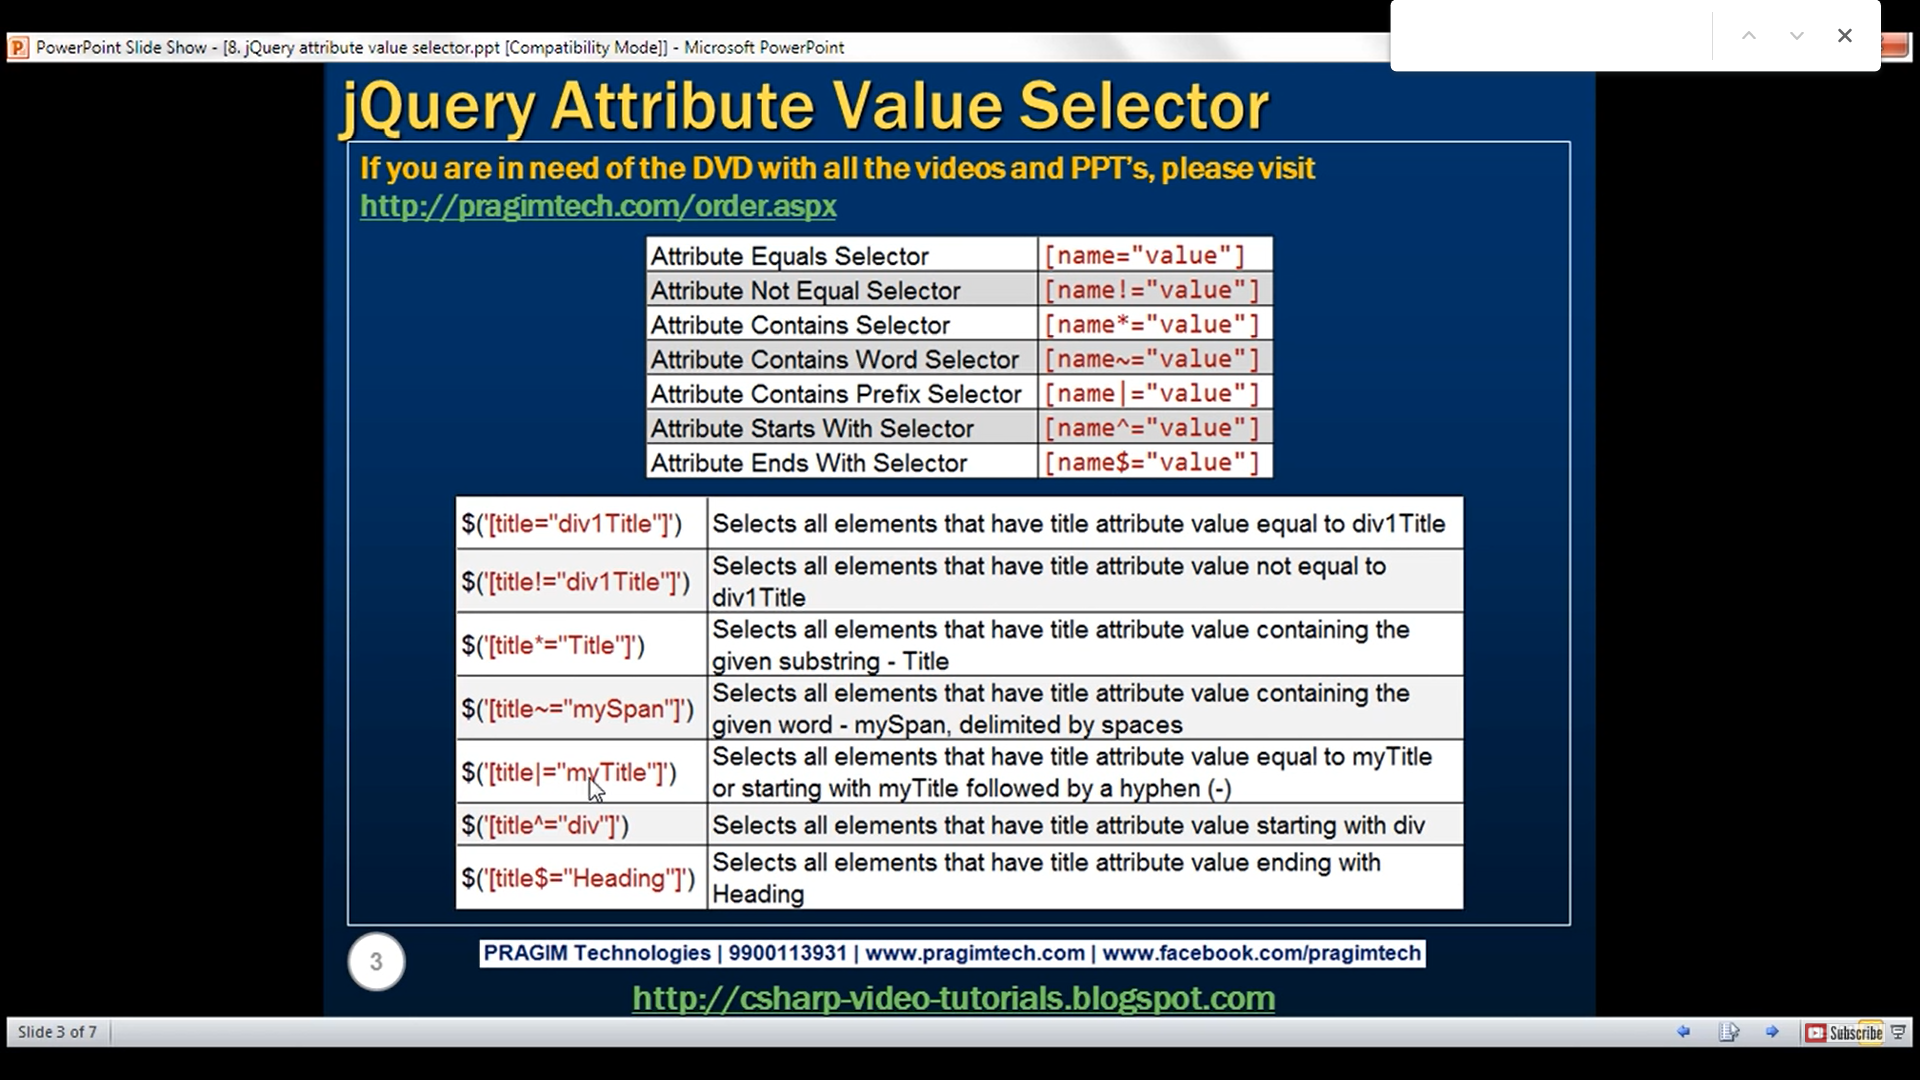 PowerPoint Slide Show - [8. jQuery attribute value selector.ppt [Compatibility Mode]] - Microsoft PowerPoint
jQuery Attribute Value Selector
If you are in need of the DVD with all the videos and PPT's, please visit
http://pragimtech.com/order.aspx
Attribute Equals Selector [name="value"]
Attribute Not Equal Selector [name!="value"]
Attribute Contains Selector [name*="value"]
Attribute Contains Word Selector [name~="value"]
Attribute Contains Prefix Selector [name|="value"]
Attribute Starts With Selector [name^="value"]
Attribute Ends With Selector [name$="value"]
$('[title="div1Title"]') Selects all elements that have title attribute value equal to div1Title
$('[title!="div1Title"]') Selects all elements that have title attribute value not equal to
div1Title
$('[title*="Title"]') Selects all elements that have title attribute value containing the
given substring - Title
$('[title~="mySpan"]') Selects all elements that have title attribute value containing the
given word - mySpan, delimited by spaces
$('[title|="myTitle"]') Selects all elements that have title attribute value equal to myTitle
or starting with myTitle followed by a hyphen (-)
$('[title^="div"]') Selects all elements that have title attribute value starting with div
$('[title$="Heading"]') Selects all elements that have title attribute value ending with
Heading
3
PRAGIM Technologies | 9900113931 | www.pragimtech.com | www.facebook.com/pragimtech
http://csharp-video-tutorials.blogspot.com
Slide 3 of 7
Subscribe